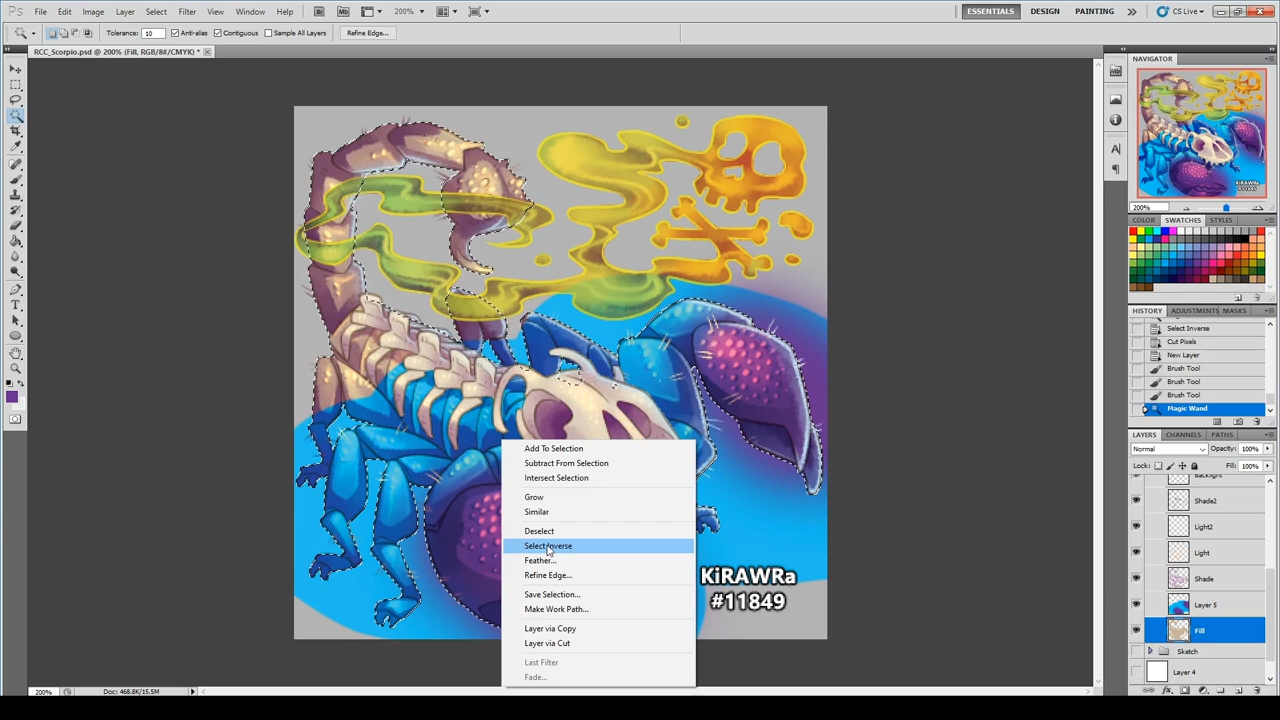 File Edit Image Layer Select Filter View Window Help Mb 200% ESSENTIALS DESIGN PAINTING CS Live
Tolerance: 10 Anti-alias Contiguous Sample All Layers Refine Edge...
RCC_Scorpio.psd @ 200% (Fill, RGB/8#/CMYK) *
NAVIGATOR
KiRAWRa
#11849
200%
COLOR SWATCHES STYLES
HISTORY ADJUSTMENTS MASKS
Select Inverse
Cut Pixels
New Layer
Brush Tool
Brush Tool
Brush Tool
Magic Wand
LAYERS CHANNELS PATHS
Normal Opacity: 100%
Lock: Fill: 100%
Backlight
Shade2
Light2
Light
Shade
Layer 5
Fill
Sketch
Layer 4
Add To Selection
Subtract From Selection
Intersect Selection
Grow
Similar
Deselect
Select Inverse
Feather...
Refine Edge...
Save Selection...
Make Work Path...
Layer via Copy
Layer via Cut
Last Filter
Fade...
KiRAWRa
#11849
200% Doc: 468.8K/15.5M